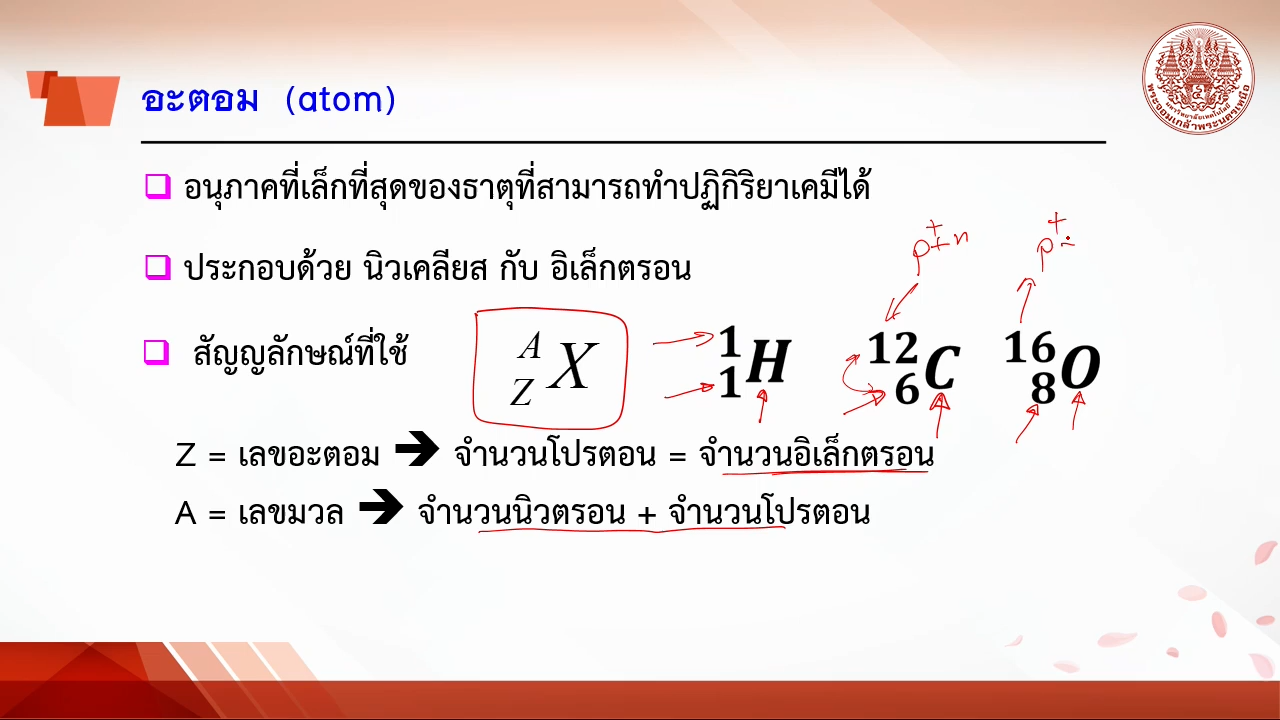 อะตอม (atom)
อนุภาคที่เล็กที่สุดของธาตุที่สามารถทำปฏิกิริยาเคมีได้
p⁺+n p⁺
ประกอบด้วย นิวเคลียส กับ อิเล็กตรอน
สัญญลักษณ์ที่ใช้ A Z X 1 1 H 12 6 C 16 8 O
Z = เลขอะตอม ➔ จำนวนโปรตอน = จำนวนอิเล็กตรอน
A = เลขมวล ➔ จำนวนนิวตรอน + จำนวนโปรตอน